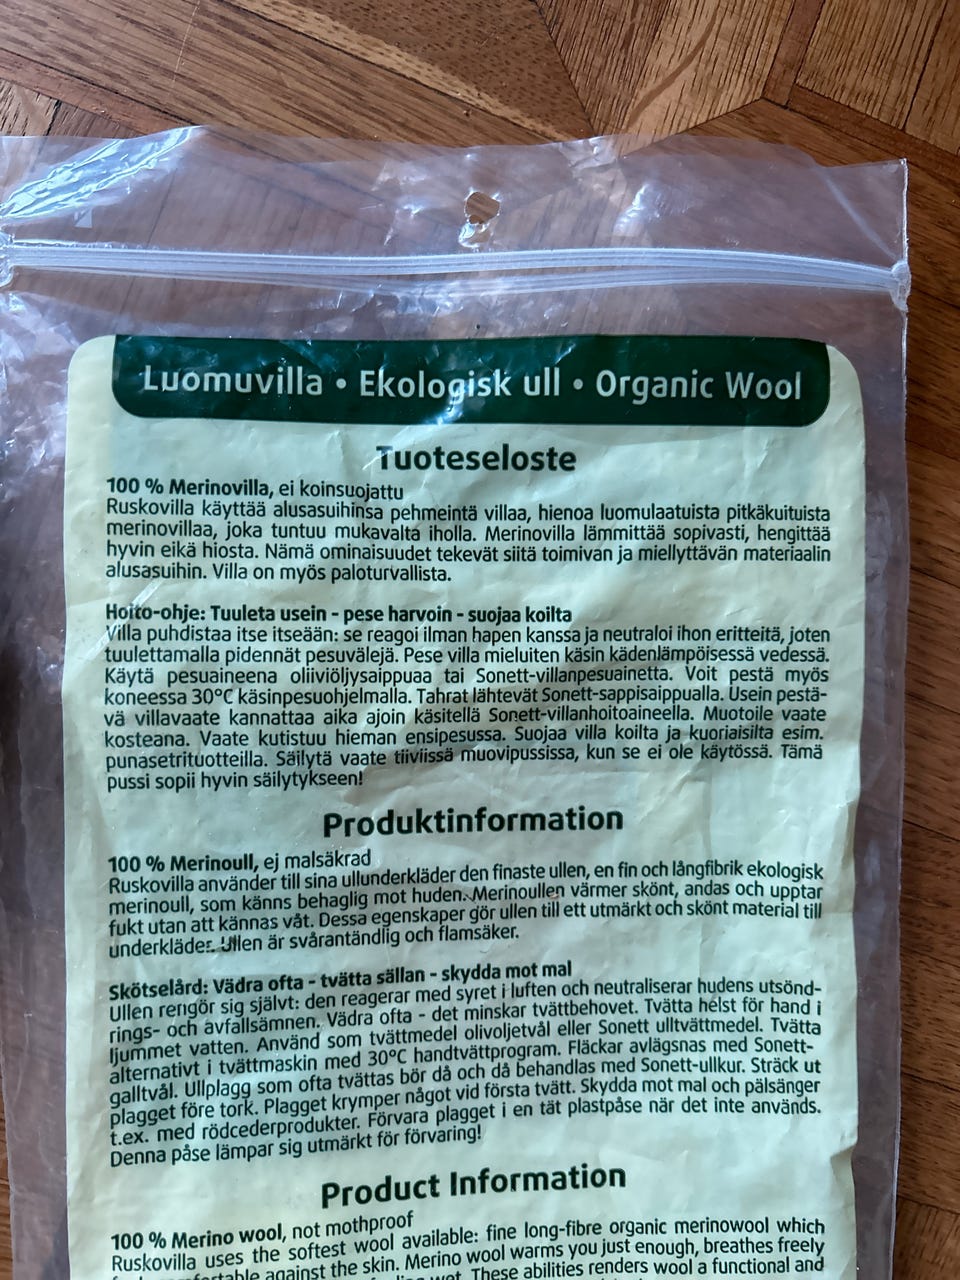 Luomuvilla • Ekologisk ull • Organic Wool
Tuoteseloste
100 % Merinovilla, ei koinsuojattu
Ruskovilla käyttää alusasuihinsa pehmeintä villaa, hienoa luomulaatuista pitkäkuituista
merinovillaa, joka tuntuu mukavalta iholla. Merinovilla lämmittää sopivasti, hengittää
hyvin eikä hiosta. Nämä ominaisuudet tekevät siitä toimivan ja miellyttävän materiaalin
alusasuihin. Villa on myös paloturvallista.
Hoito-ohje: Tuuleta usein - pese harvoin - suojaa koilta
Villa puhdistaa itse itseään: se reagoi ilman hapen kanssa ja neutraloi ihon eritteitä, joten
tuulettamalla pidennät pesuvälejä. Pese villa mieluiten käsin kädenlämpöisessä vedessä.
Käytä pesuaineena oliiviöljysaippuaa tai Sonett-villanpesuainetta. Voit pestä myös
koneessa 30°C käsinpesuohjelmalla. Tahrat lähtevät Sonett-sappisaippualla. Usein pestä-
vä villavaate kannattaa aika ajoin käsitellä Sonett-villanhoitoaineella. Muotoile vaate
kosteana. Vaate kutistuu hieman ensipesussa. Suojaa villa koilta ja kuoriaisilta esim.
punasetrituotteilla. Säilytä vaate tiiviissä muovipussissa, kun se ei ole käytössä. Tämä
pussi sopii hyvin säilytykseen!
Produktinformation
100 % Merinoull, ej malsäkrad
Ruskovilla använder till sina ullunderkläder den finaste ullen, en fin och långfibrik ekologisk
merinoull, som känns behaglig mot huden. Merinoullen värmer skönt, andas och upptar
fukt utan att kännas våt. Dessa egenskaper gör ullen till ett utmärkt och skönt material till
underkläder. Ullen är svårantändlig och flamsäker.
Skötselård: Vädra ofta - tvätta sällan - skydda mot mal
Ullen rengör sig självt: den reagerar med syret i luften och neutraliserar hudens utsönd-
rings- och avfallsämnen. Vädra ofta - det minskar tvättbehovet. Tvätta helst för hand i
ljummet vatten. Använd som tvättmedel olivoljetvål eller Sonett ulltvättmedel. Tvätta
alternativt i tvättmaskin med 30°C handtvättprogram. Fläckar avlägsnas med Sonett-
galltvål. Ullplagg som ofta tvättas bör då och då behandlas med Sonett-ullkur. Sträck ut
plagget före tork. Plagget krymper något vid första tvätt. Skydda mot mal och pälsänger
t.ex. med rödcederprodukter. Förvara plagget i en tät plastpåse när det inte används.
Denna påse lämpar sig utmärkt för förvaring!
Product Information
100 % Merino wool, not mothproof
Ruskovilla uses the softest wool available: fine long-fibre organic merinowool which
against the skin. Merino wool warms you just enough, breathes freely
wet. These abilities renders wool a functional and